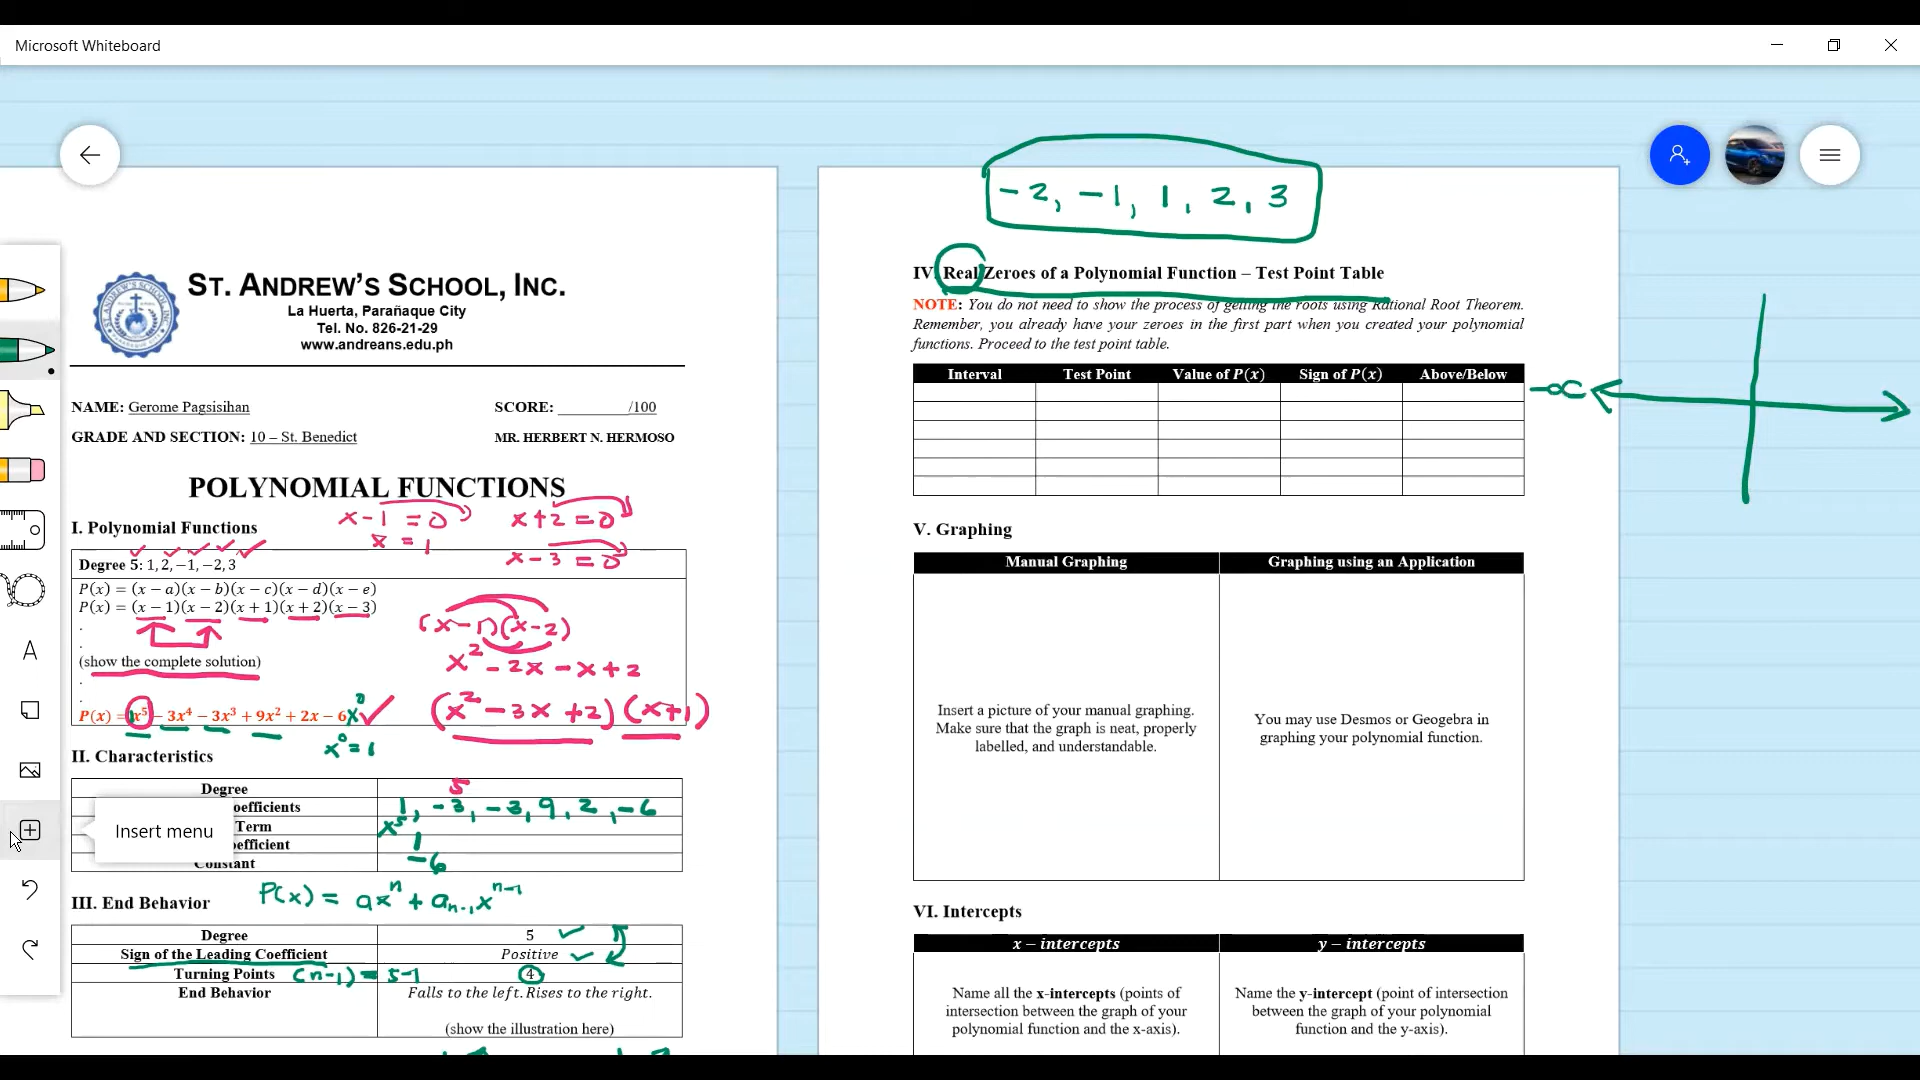 Microsoft Whiteboard
ST. ANDREW'S SCHOOL, INC.
La Huerta, Parañaque City
Tel. No. 826-21-29
www.andreans.edu.ph
NAME: Gerome Pagsisihan
SCORE: _________/100
GRADE AND SECTION: 10 – St. Benedict
MR. HERBERT N. HERMOSO
POLYNOMIAL FUNCTIONS
x-1 = 0
x = 1
x+2 = 0
x-3 = 0
I. Polynomial Functions
Degree 5: 1, 2, −1, −2, 3
P(x) = (x − a)(x − b)(x − c)(x − d)(x − e)
P(x) = (x − 1)(x − 2)(x + 1)(x + 2)(x − 3)
.
.
(show the complete solution)
.
.
(x-1)(x-2)
x² - 2x - x + 2
(x² - 3x + 2)(x+1)
P(x) = x⁵ − 3x⁴ − 3x³ + 9x² + 2x − 6 x⁰
x⁰ = 1
II. Characteristics
Degree 5
oefficients 1, -3, -3, 9, 2, -6
Term x⁵
efficient 1
Constant -6
Insert menu
P(x) = axⁿ + aₙ₋₁xⁿ⁻¹
III. End Behavior
Degree 5
Sign of the Leading Coefficient Positive
Turning Points (n-1) = 5-1 4
End Behavior Falls to the left. Rises to the right.
(show the illustration here)
-2, -1, 1, 2, 3
IV. Real Zeroes of a Polynomial Function – Test Point Table
NOTE: You do not need to show the process of getting the roots using Rational Root Theorem.
Remember, you already have your zeroes in the first part when you created your polynomial
functions. Proceed to the test point table.
Interval Test Point Value of P(x) Sign of P(x) Above/Below
-∞
V. Graphing
Manual Graphing Graphing using an Application
Insert a picture of your manual graphing.
Make sure that the graph is neat, properly
labelled, and understandable.
You may use Desmos or Geogebra in
graphing your polynomial function.
VI. Intercepts
x − intercepts y − intercepts
Name all the x-intercepts (points of
intersection between the graph of your
polynomial function and the x-axis).
Name the y-intercept (point of intersection
between the graph of your polynomial
function and the y-axis).